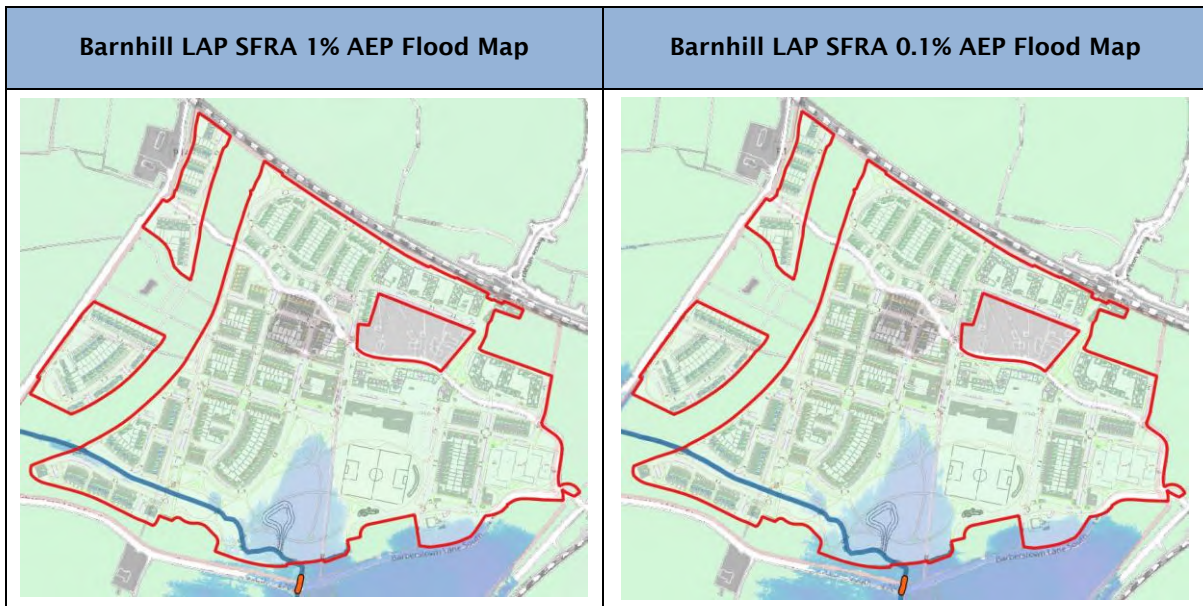 Barnhill LAP SFRA 1% AEP Flood Map
Barnhill LAP SFRA 0.1% AEP Flood Map
Barberstown Lane South
Barberstown Lane South